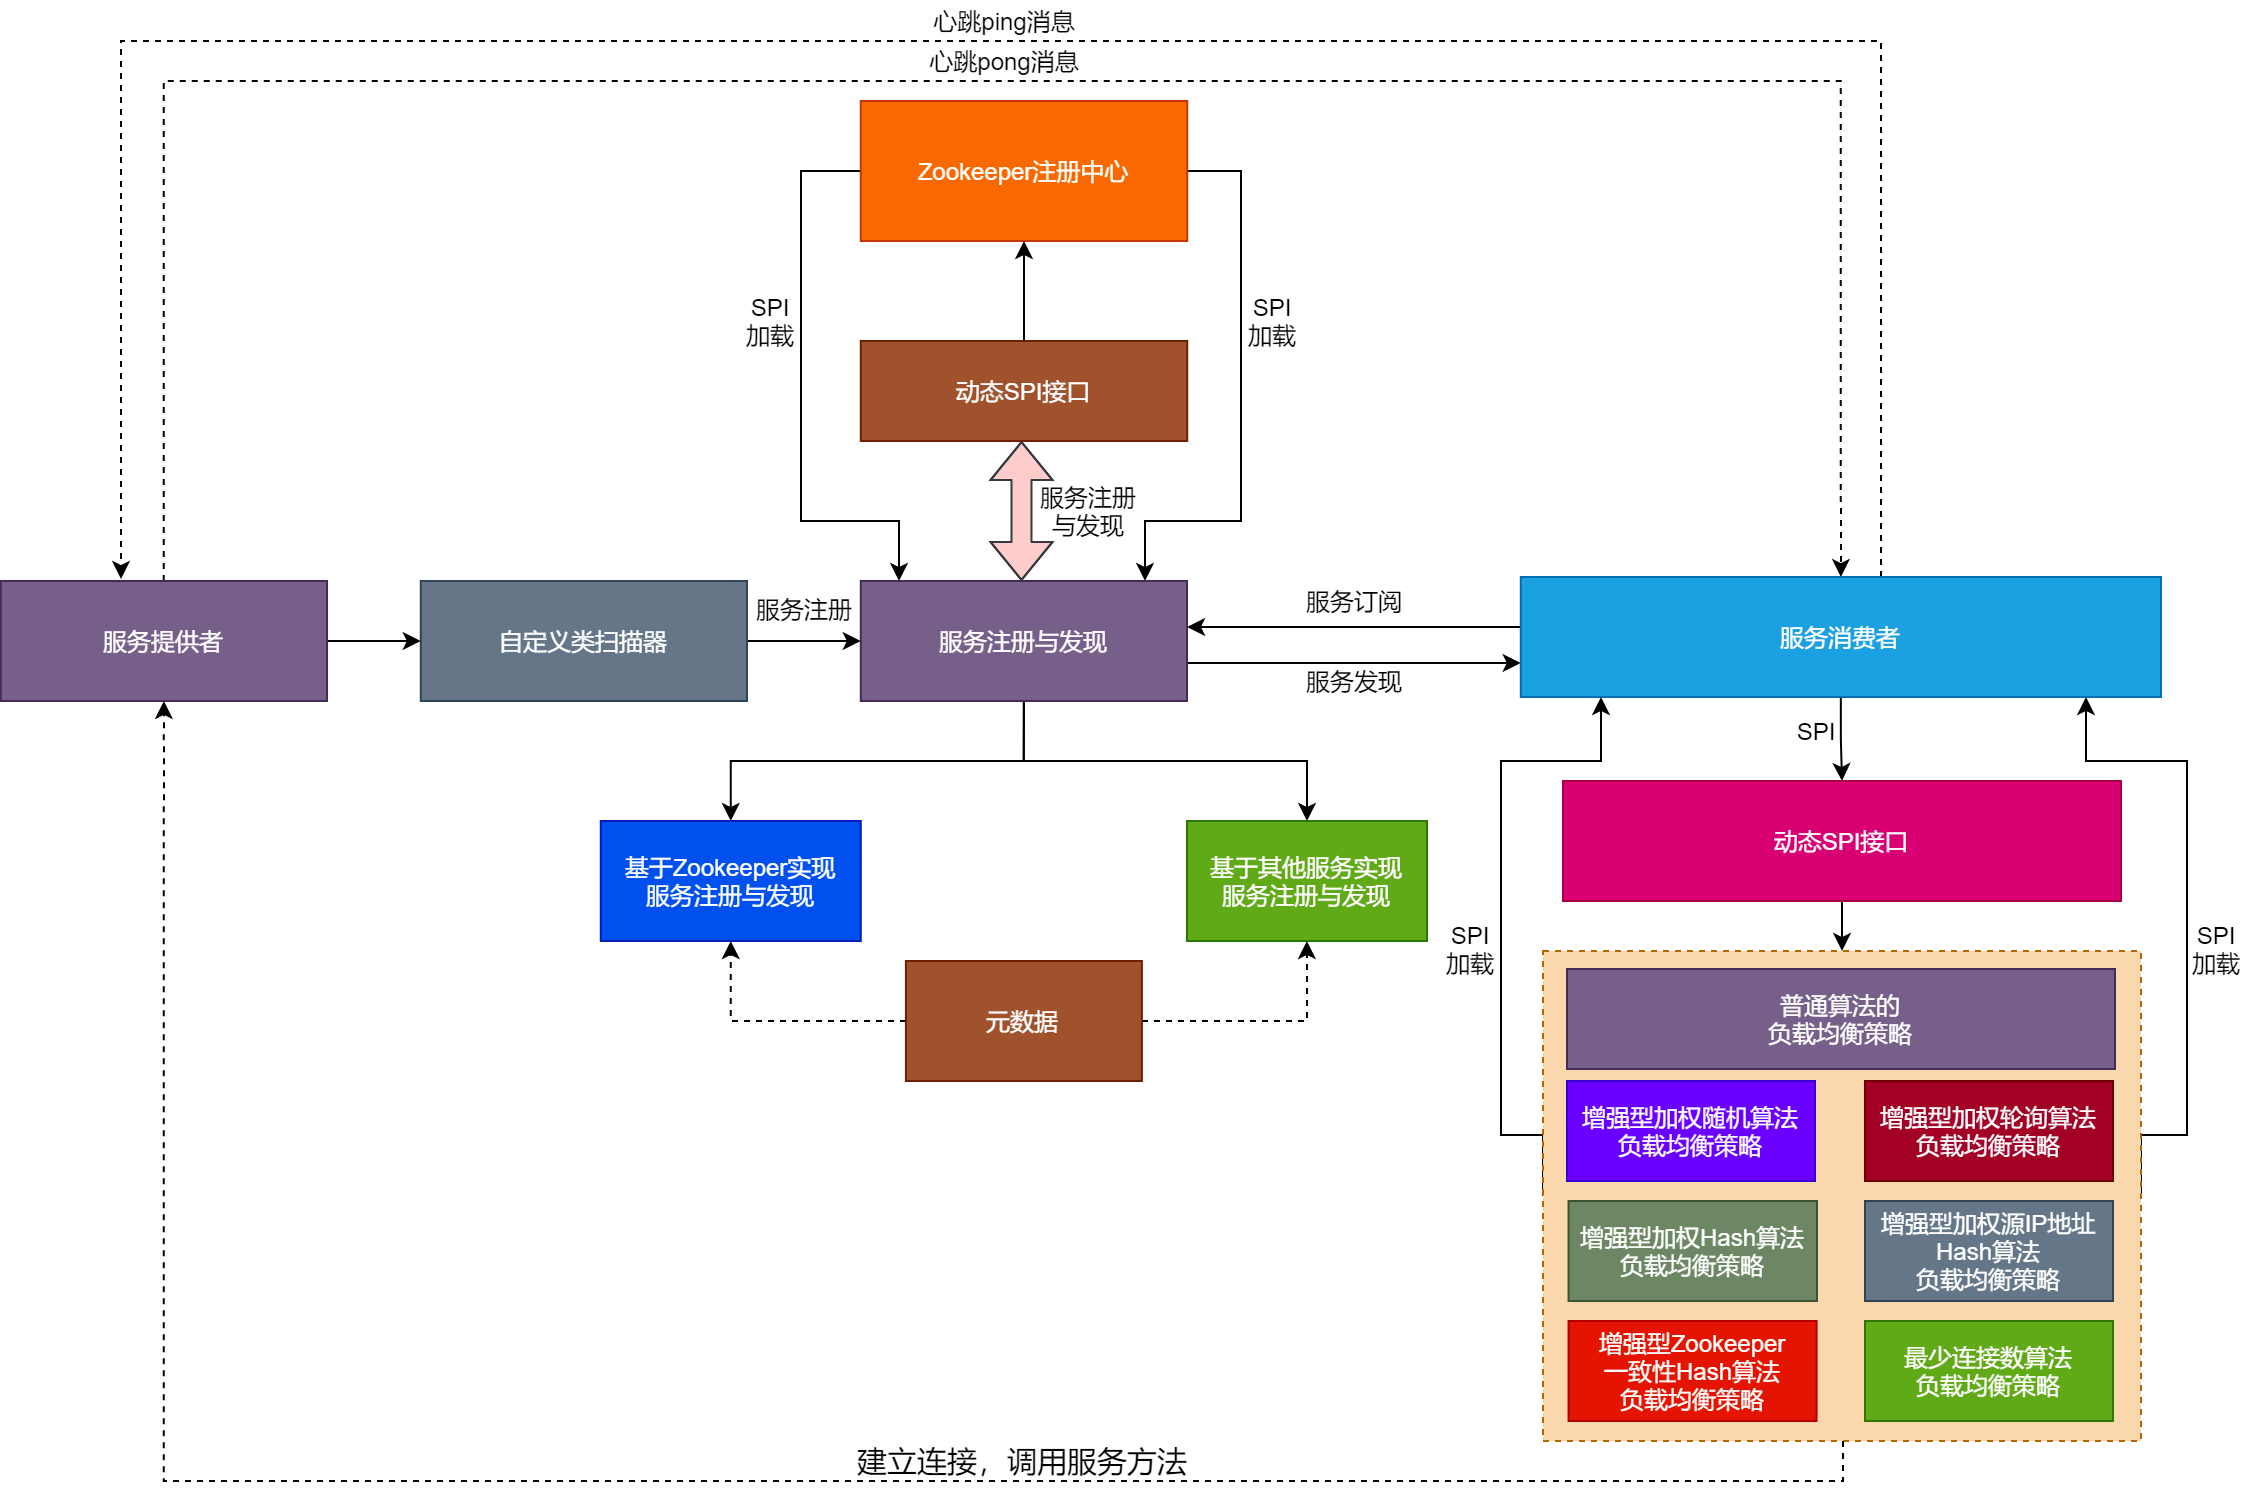 心跳ping消息
心跳pong消息
Zookeeper注册中心
SPI
加载
SPI
加载
动态SPI接口
服务注册
与发现
服务提供者
自定义类扫描器
服务注册
服务注册与发现
服务订阅
服务发现
服务消费者
SPI
动态SPI接口
基于Zookeeper实现
服务注册与发现
基于其他服务实现
服务注册与发现
元数据
SPI
加载
SPI
加载
普通算法的
负载均衡策略
增强型加权随机算法
负载均衡策略
增强型加权轮询算法
负载均衡策略
增强型加权Hash算法
负载均衡策略
增强型加权源IP地址
Hash算法
负载均衡策略
增强型Zookeeper
一致性Hash算法
负载均衡策略
最少连接数算法
负载均衡策略
建立连接，调用服务方法